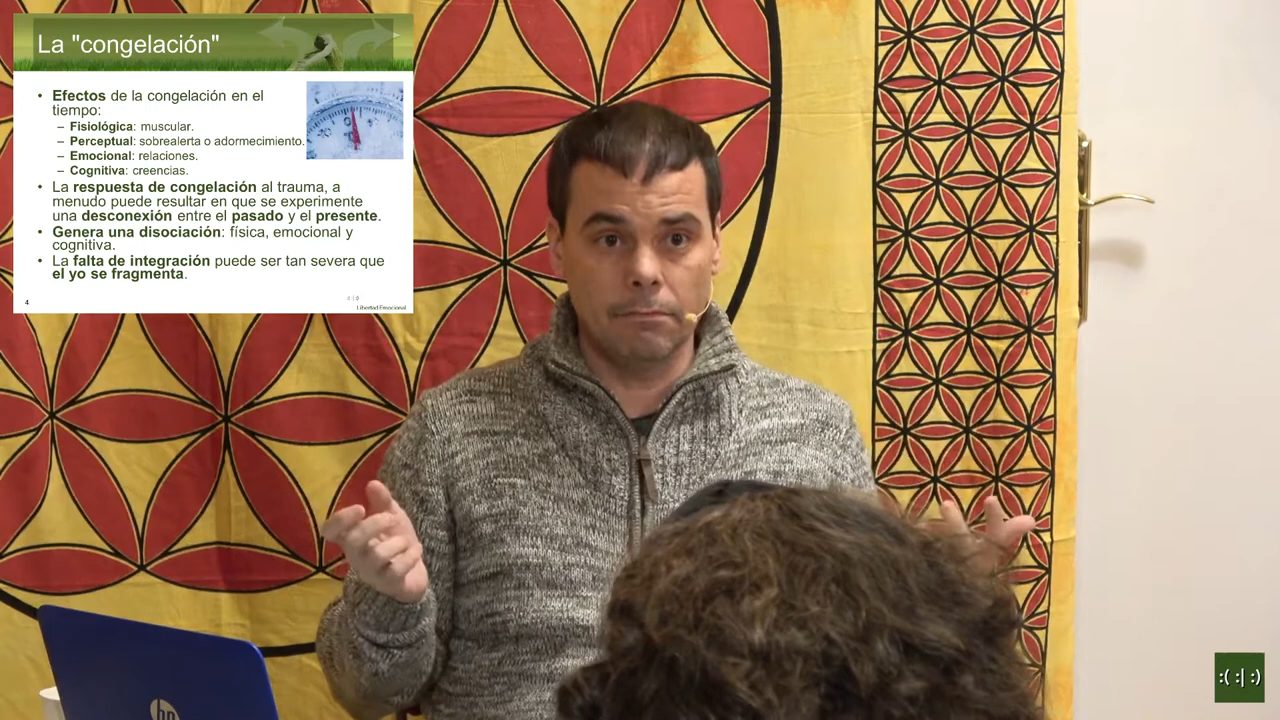 La "congelación"
• Efectos de la congelación en el
tiempo:
– Fisiológica: muscular.
– Perceptual: sobrealerta o adormecimiento.
– Emocional: relaciones.
– Cognitiva: creencias.
• La respuesta de congelación al trauma, a
menudo puede resultar en que se experimente
una desconexión entre el pasado y el presente.
• Genera una disociación: física, emocional y
cognitiva.
• La falta de integración puede ser tan severa que
el yo se fragmenta.
4
Libertad Emocional
hp
:( :| :)